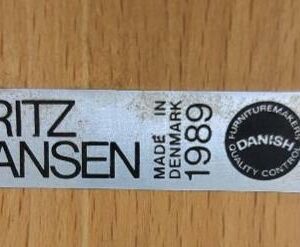 RITZ
ANSEN
MADE IN
DENMARK
1989
FURNITUREMAKERS
DANISH
QUALITY CONTROL